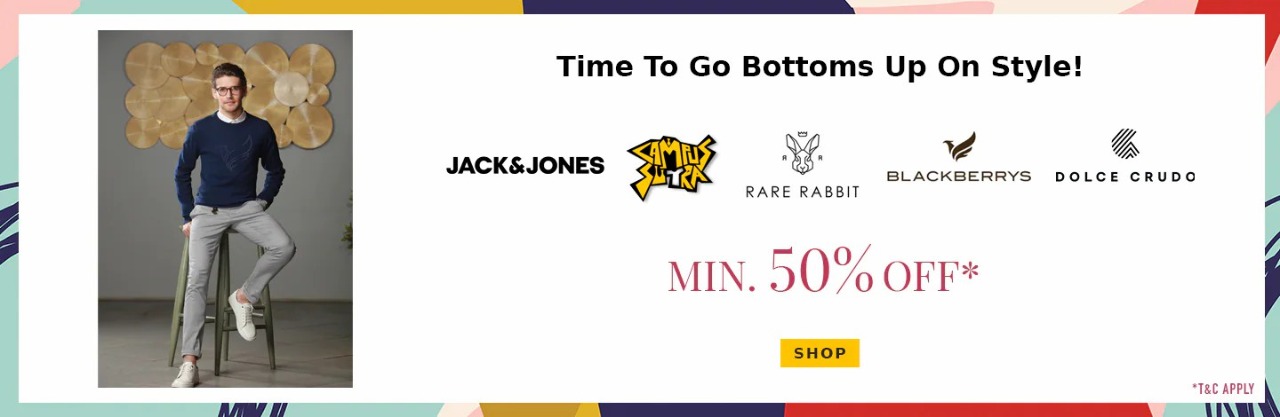 Time To Go Bottoms Up On Style!
JACK&JONES
CAMPUS SUTRA
R R
RARE RABBIT
BLACKBERRYS
DOLCE CRUDO
MIN. 50% OFF*
SHOP
*T&C APPLY